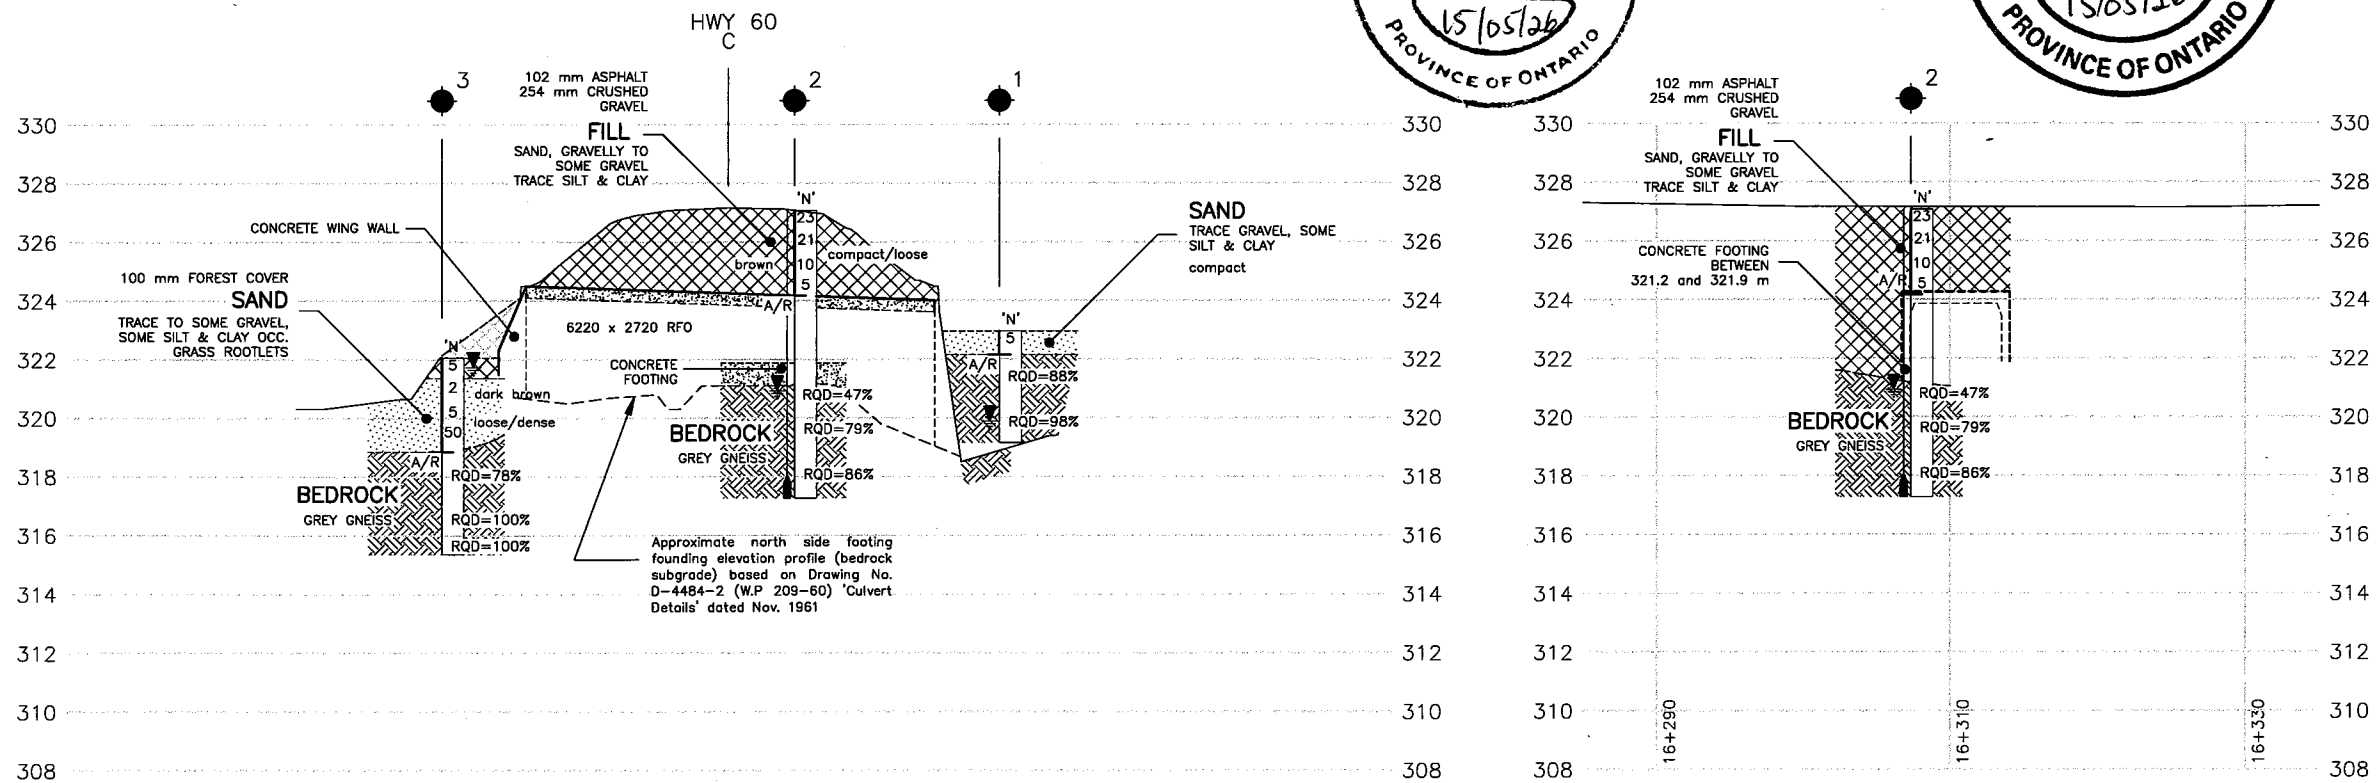 HWY 60
C
3
2
1
102 mm ASPHALT
254 mm CRUSHED
GRAVEL
FILL
SAND, GRAVELLY TO
SOME GRAVEL
TRACE SILT & CLAY
CONCRETE WING WALL
100 mm FOREST COVER
SAND
TRACE TO SOME GRAVEL,
SOME SILT & CLAY OCC.
GRASS ROOTLETS
330
328
326
324
322
320
318
316
314
312
310
308
'N'
5
2
5
50
dark brown
loose/dense
A/R
RQD=78%
RQD=100%
RQD=100%
BEDROCK
GREY GNEISS
'N'
23
21
10
5
brown
compact/loose
A/R
6220 x 2720 RFO
CONCRETE
FOOTING
RQD=47%
RQD=79%
RQD=86%
BEDROCK
GREY GNEISS
Approximate north side footing
founding elevation profile (bedrock
subgrade) based on Drawing No.
D-4484-2 (W.P 209-60) 'Culvert
Details' dated Nov. 1961
'N'
5
A/R
RQD=88%
RQD=98%
SAND
TRACE GRAVEL, SOME
SILT & CLAY
compact
330
328
326
324
322
320
318
316
314
312
310
308
15/05/26
PROVINCE OF ONTARIO
15/05/26
PROVINCE OF ONTARIO
330
328
326
324
322
320
318
316
314
312
310
308
2
102 mm ASPHALT
254 mm CRUSHED
GRAVEL
FILL
SAND, GRAVELLY TO
SOME GRAVEL
TRACE SILT & CLAY
CONCRETE FOOTING
BETWEEN
321.2 and 321.9 m
'N'
23
21
10
5
A/R
RQD=47%
RQD=79%
RQD=86%
BEDROCK
GREY GNEISS
16+290
16+310
16+330
330
328
326
324
322
320
318
316
314
312
310
308